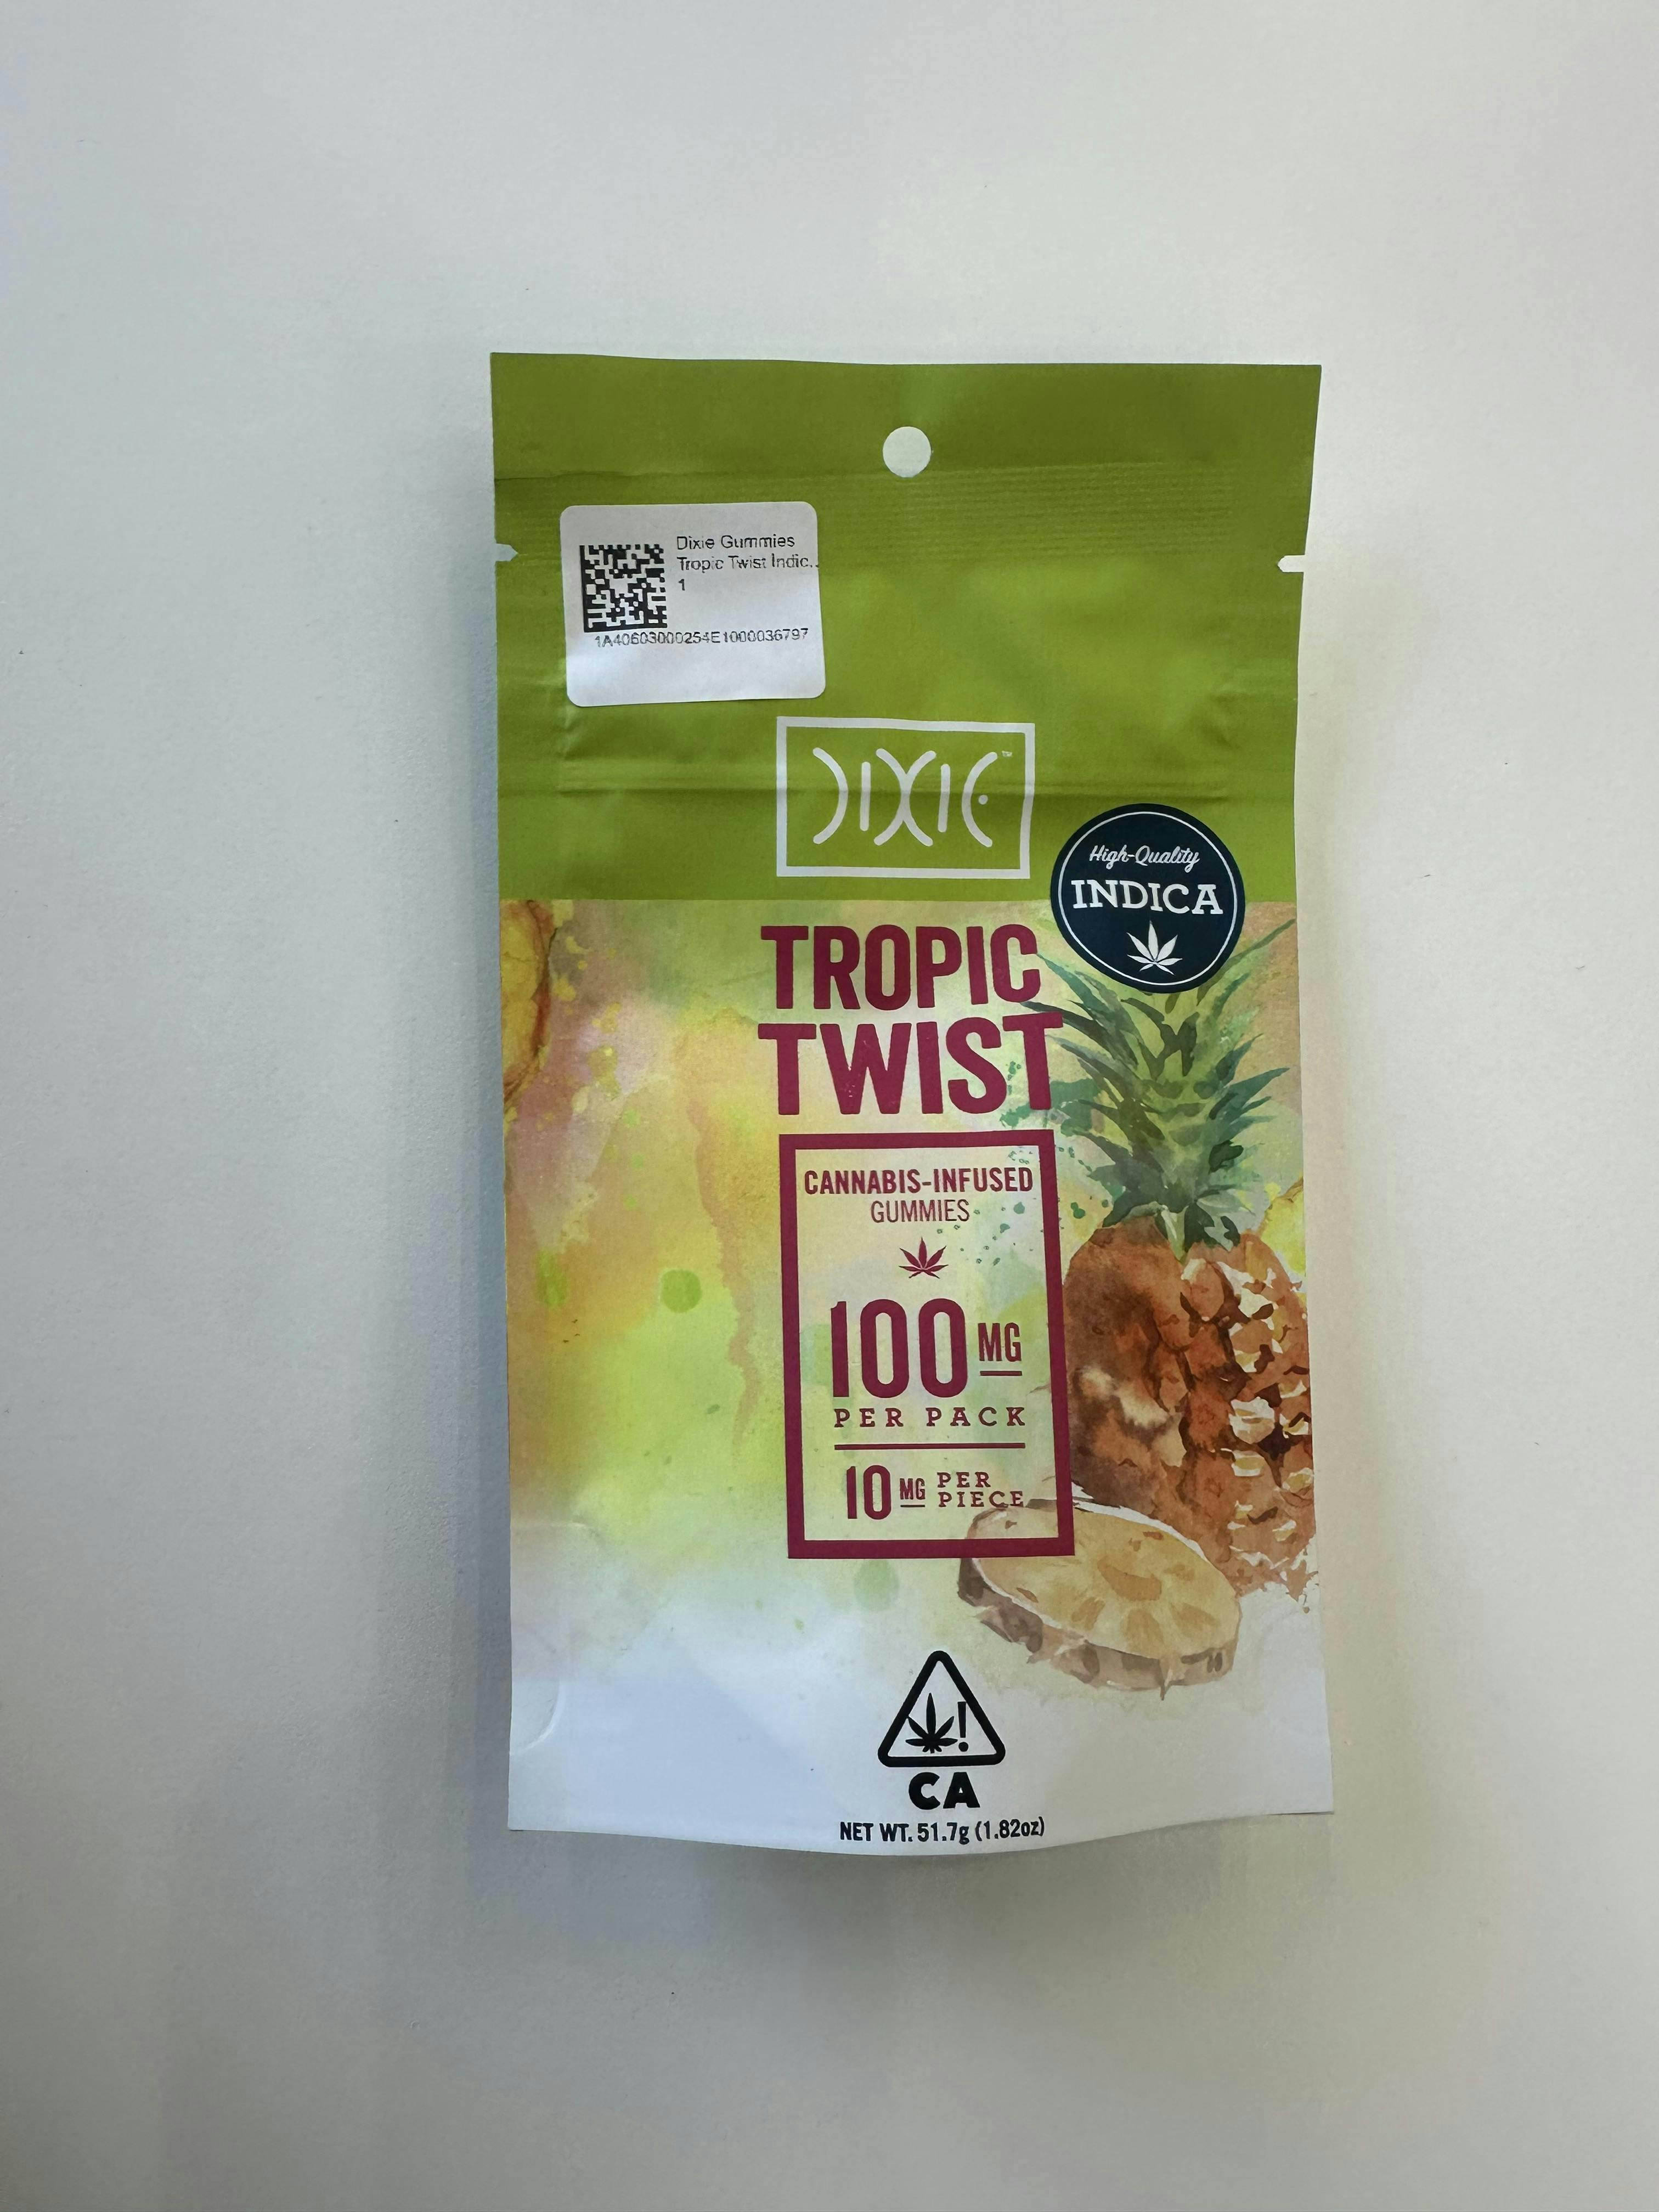 Dixie Gummies
Tropic Twist Indic..
1
1A40603000254E1000036797
DIXIE™
High-Quality
INDICA
TROPIC
TWIST
CANNABIS-INFUSED
GUMMIES
100 MG
PER PACK
10 MG PER
PIECE
!
CA
NET WT. 51.7g (1.82oz)